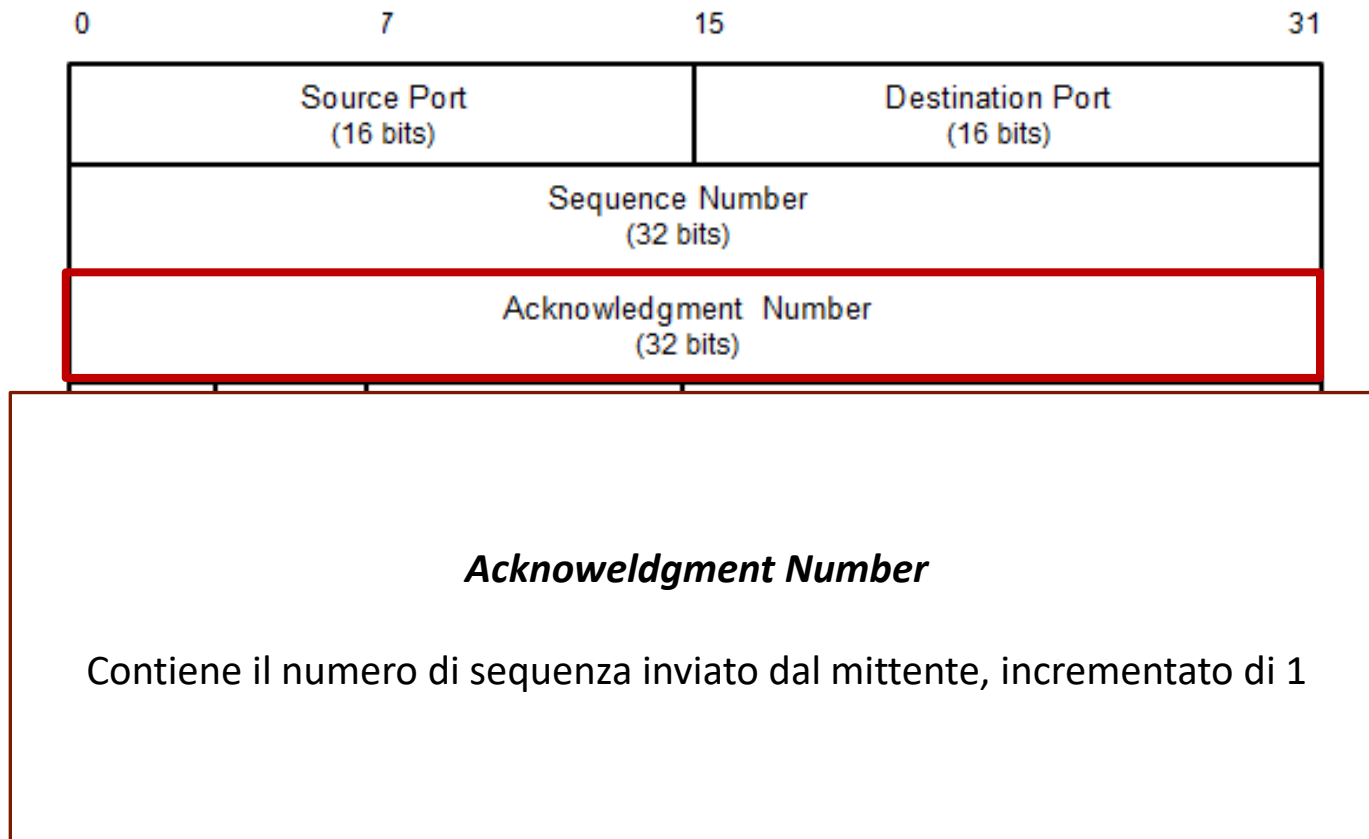 0 7 15 31
Source Port Destination Port
(16 bits) (16 bits)
Sequence Number
(32 bits)
Acknowledgment Number
(32 bits)
Acknoweldgment Number
Contiene il numero di sequenza inviato dal mittente, incrementato di 1